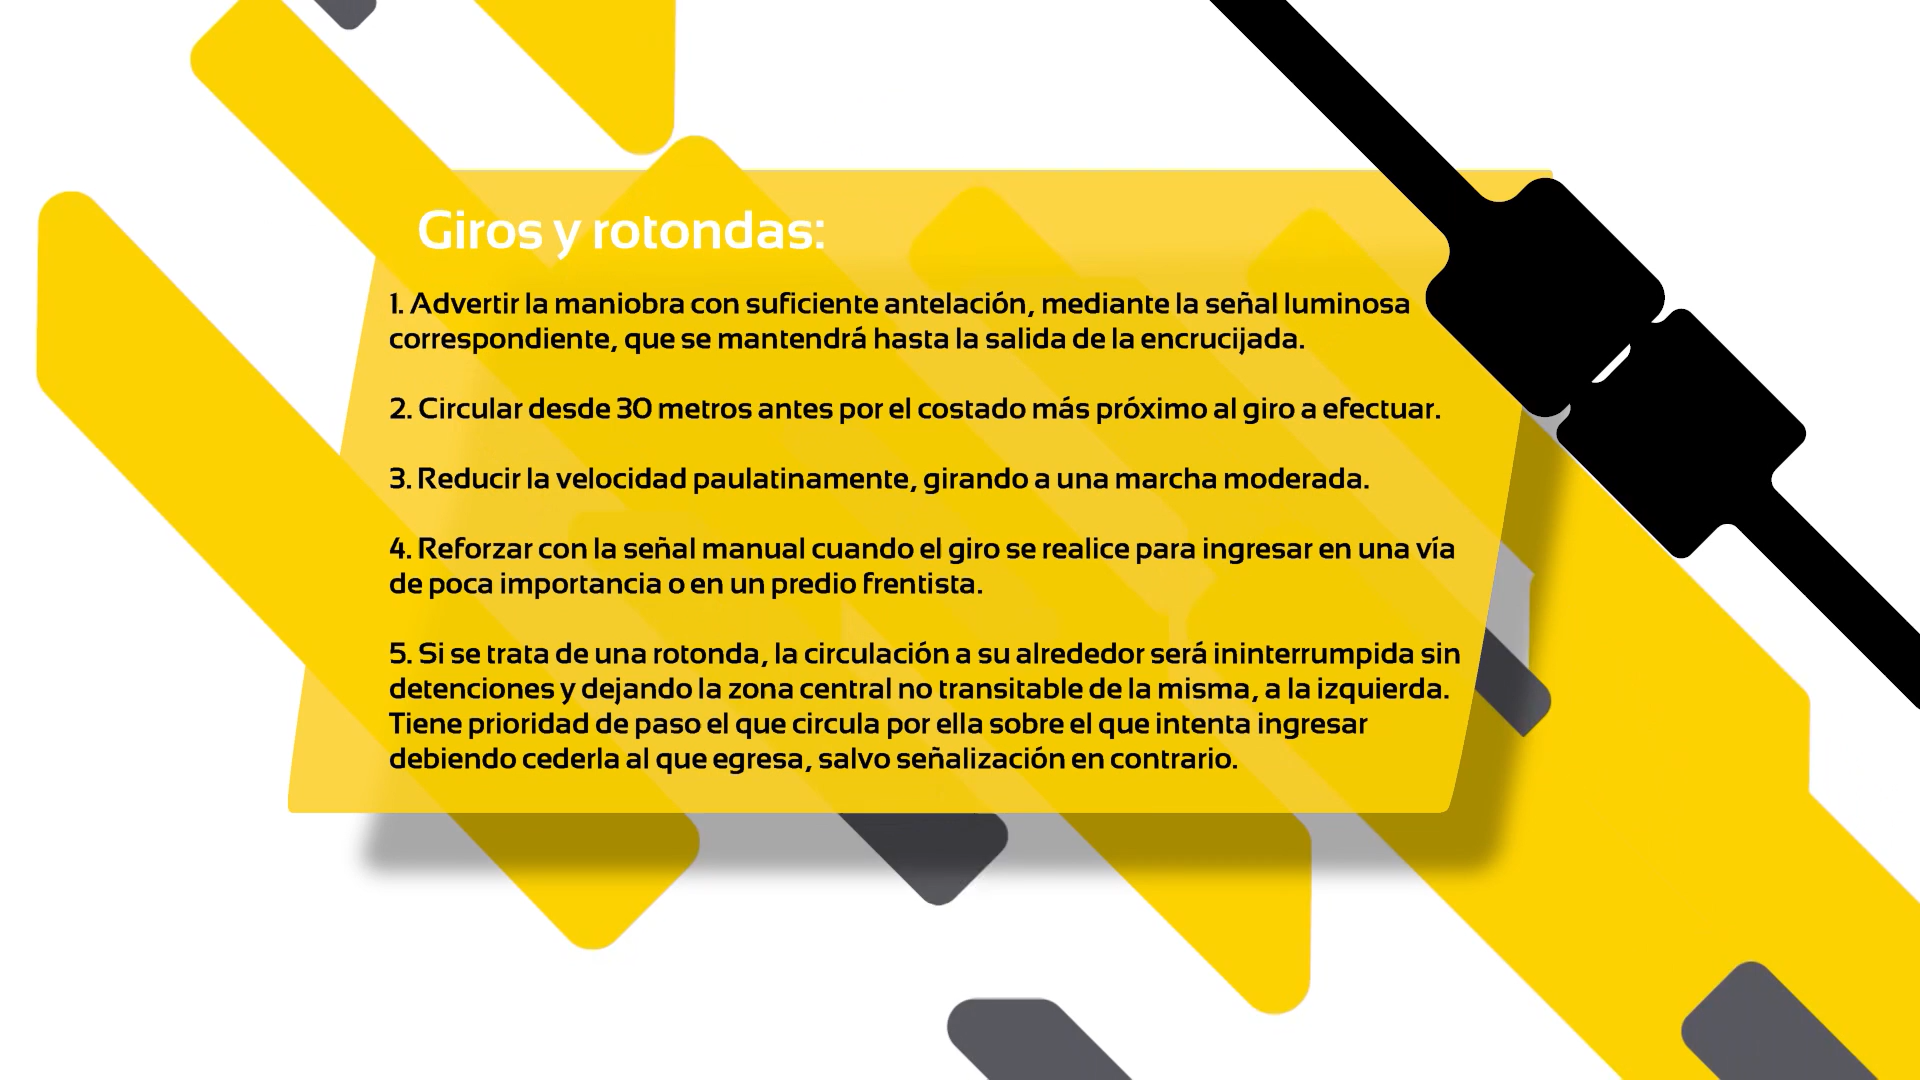 Giros y rotondas:
1. Advertir la maniobra con suficiente antelación, mediante la señal luminosa
correspondiente, que se mantendrá hasta la salida de la encrucijada.
2. Circular desde 30 metros antes por el costado más próximo al giro a efectuar.
3. Reducir la velocidad paulatinamente, girando a una marcha moderada.
4. Reforzar con la señal manual cuando el giro se realice para ingresar en una vía
de poca importancia o en un predio frentista.
5. Si se trata de una rotonda, la circulación a su alrededor será ininterrumpida sin
detenciones y dejando la zona central no transitable de la misma, a la izquierda.
Tiene prioridad de paso el que circula por ella sobre el que intenta ingresar
debiendo cederla al que egresa, salvo señalización en contrario.